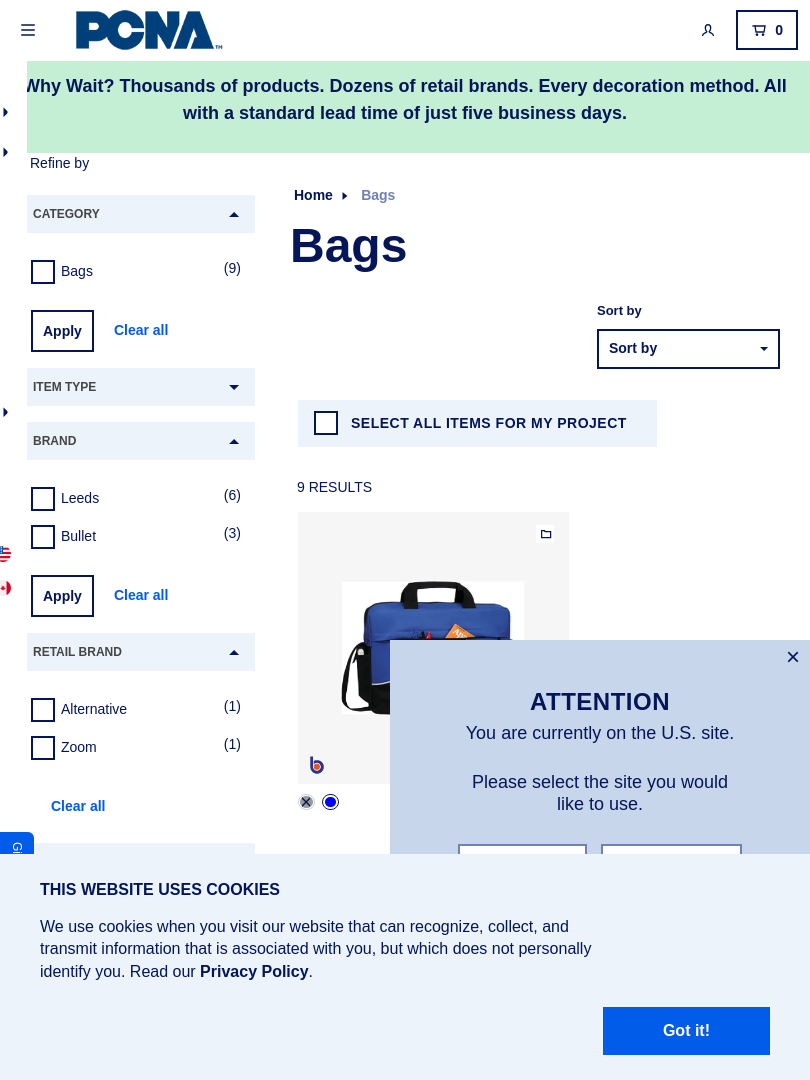 PCNA™
0
Why Wait? Thousands of products. Dozens of retail brands. Every decoration method. All
with a standard lead time of just five business days.
Refine by
Home
Bags
CATEGORY
Bags
Bags (9)
Apply
Clear all
Sort by
Sort by
ITEM TYPE
SELECT ALL ITEMS FOR MY PROJECT
BRAND
9 RESULTS
Leeds (6)
Bullet (3)
Apply
Clear all
RETAIL BRAND
Alternative (1)
Zoom (1)
Clear all
b
ATTENTION
You are currently on the U.S. site.
Please select the site you would
like to use.
THIS WEBSITE USES COOKIES
We use cookies when you visit our website that can recognize, collect, and
transmit information that is associated with you, but which does not personally
identify you. Read our Privacy Policy.
Got it!